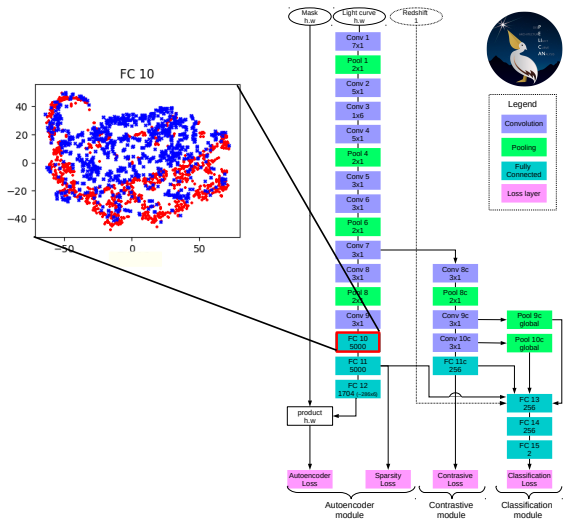 Mask
h.w
Light curve
h.w
Redshift
1
Conv 1
7x1
Pool 1
2x1
Conv 2
5x1
Conv 3
1x6
Conv 4
5x1
Pool 4
2x1
Conv 5
3x1
Conv 6
3x1
Pool 6
2x1
Conv 7
3x1
Conv 8
3x1
Pool 8
2x1
Conv 9
3x1
FC 10
5000
FC 11
5000
FC 12
1704 (~286x6)
product
h.w
Autoencoder
Loss
Sparsity
Loss
Autoencoder
module
Conv 8c
3x1
Pool 8c
2x1
Conv 9c
3x1
Conv 10c
3x1
FC 11c
256
Contrastive
Loss
Contrastive
module
Pool 9c
global
Pool 10c
global
FC 13
256
FC 14
256
FC 15
2
Classification
Loss
Classification
module
FC 10
40
20
0
−20
−40
−50
0
50
P
E
LI
C
AN
Legend
Convolution
Pooling
Fully
Connected
Loss layer